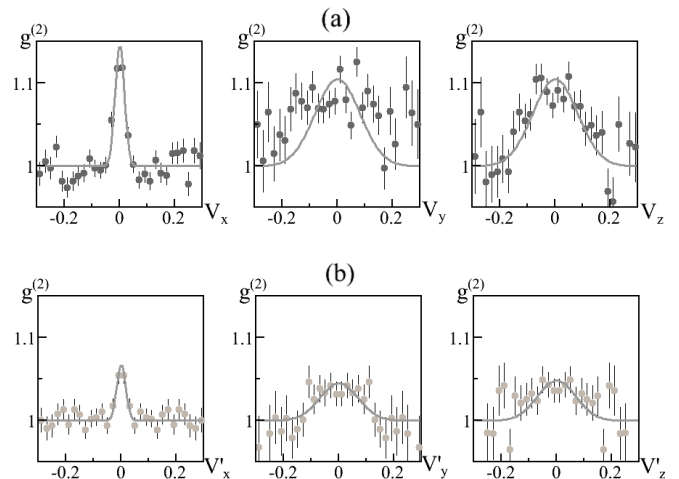 (a)
g(2) g(2) g(2)
1.1 1.1 1.1
1 1 1
-0.2 0 0.2 Vx -0.2 0 0.2 Vy -0.2 0 0.2 Vz
(b)
g(2) g(2) g(2)
1.1 1.1 1.1
1 1 1
-0.2 0 0.2 V'x -0.2 0 0.2 V'y -0.2 0 0.2 V'z